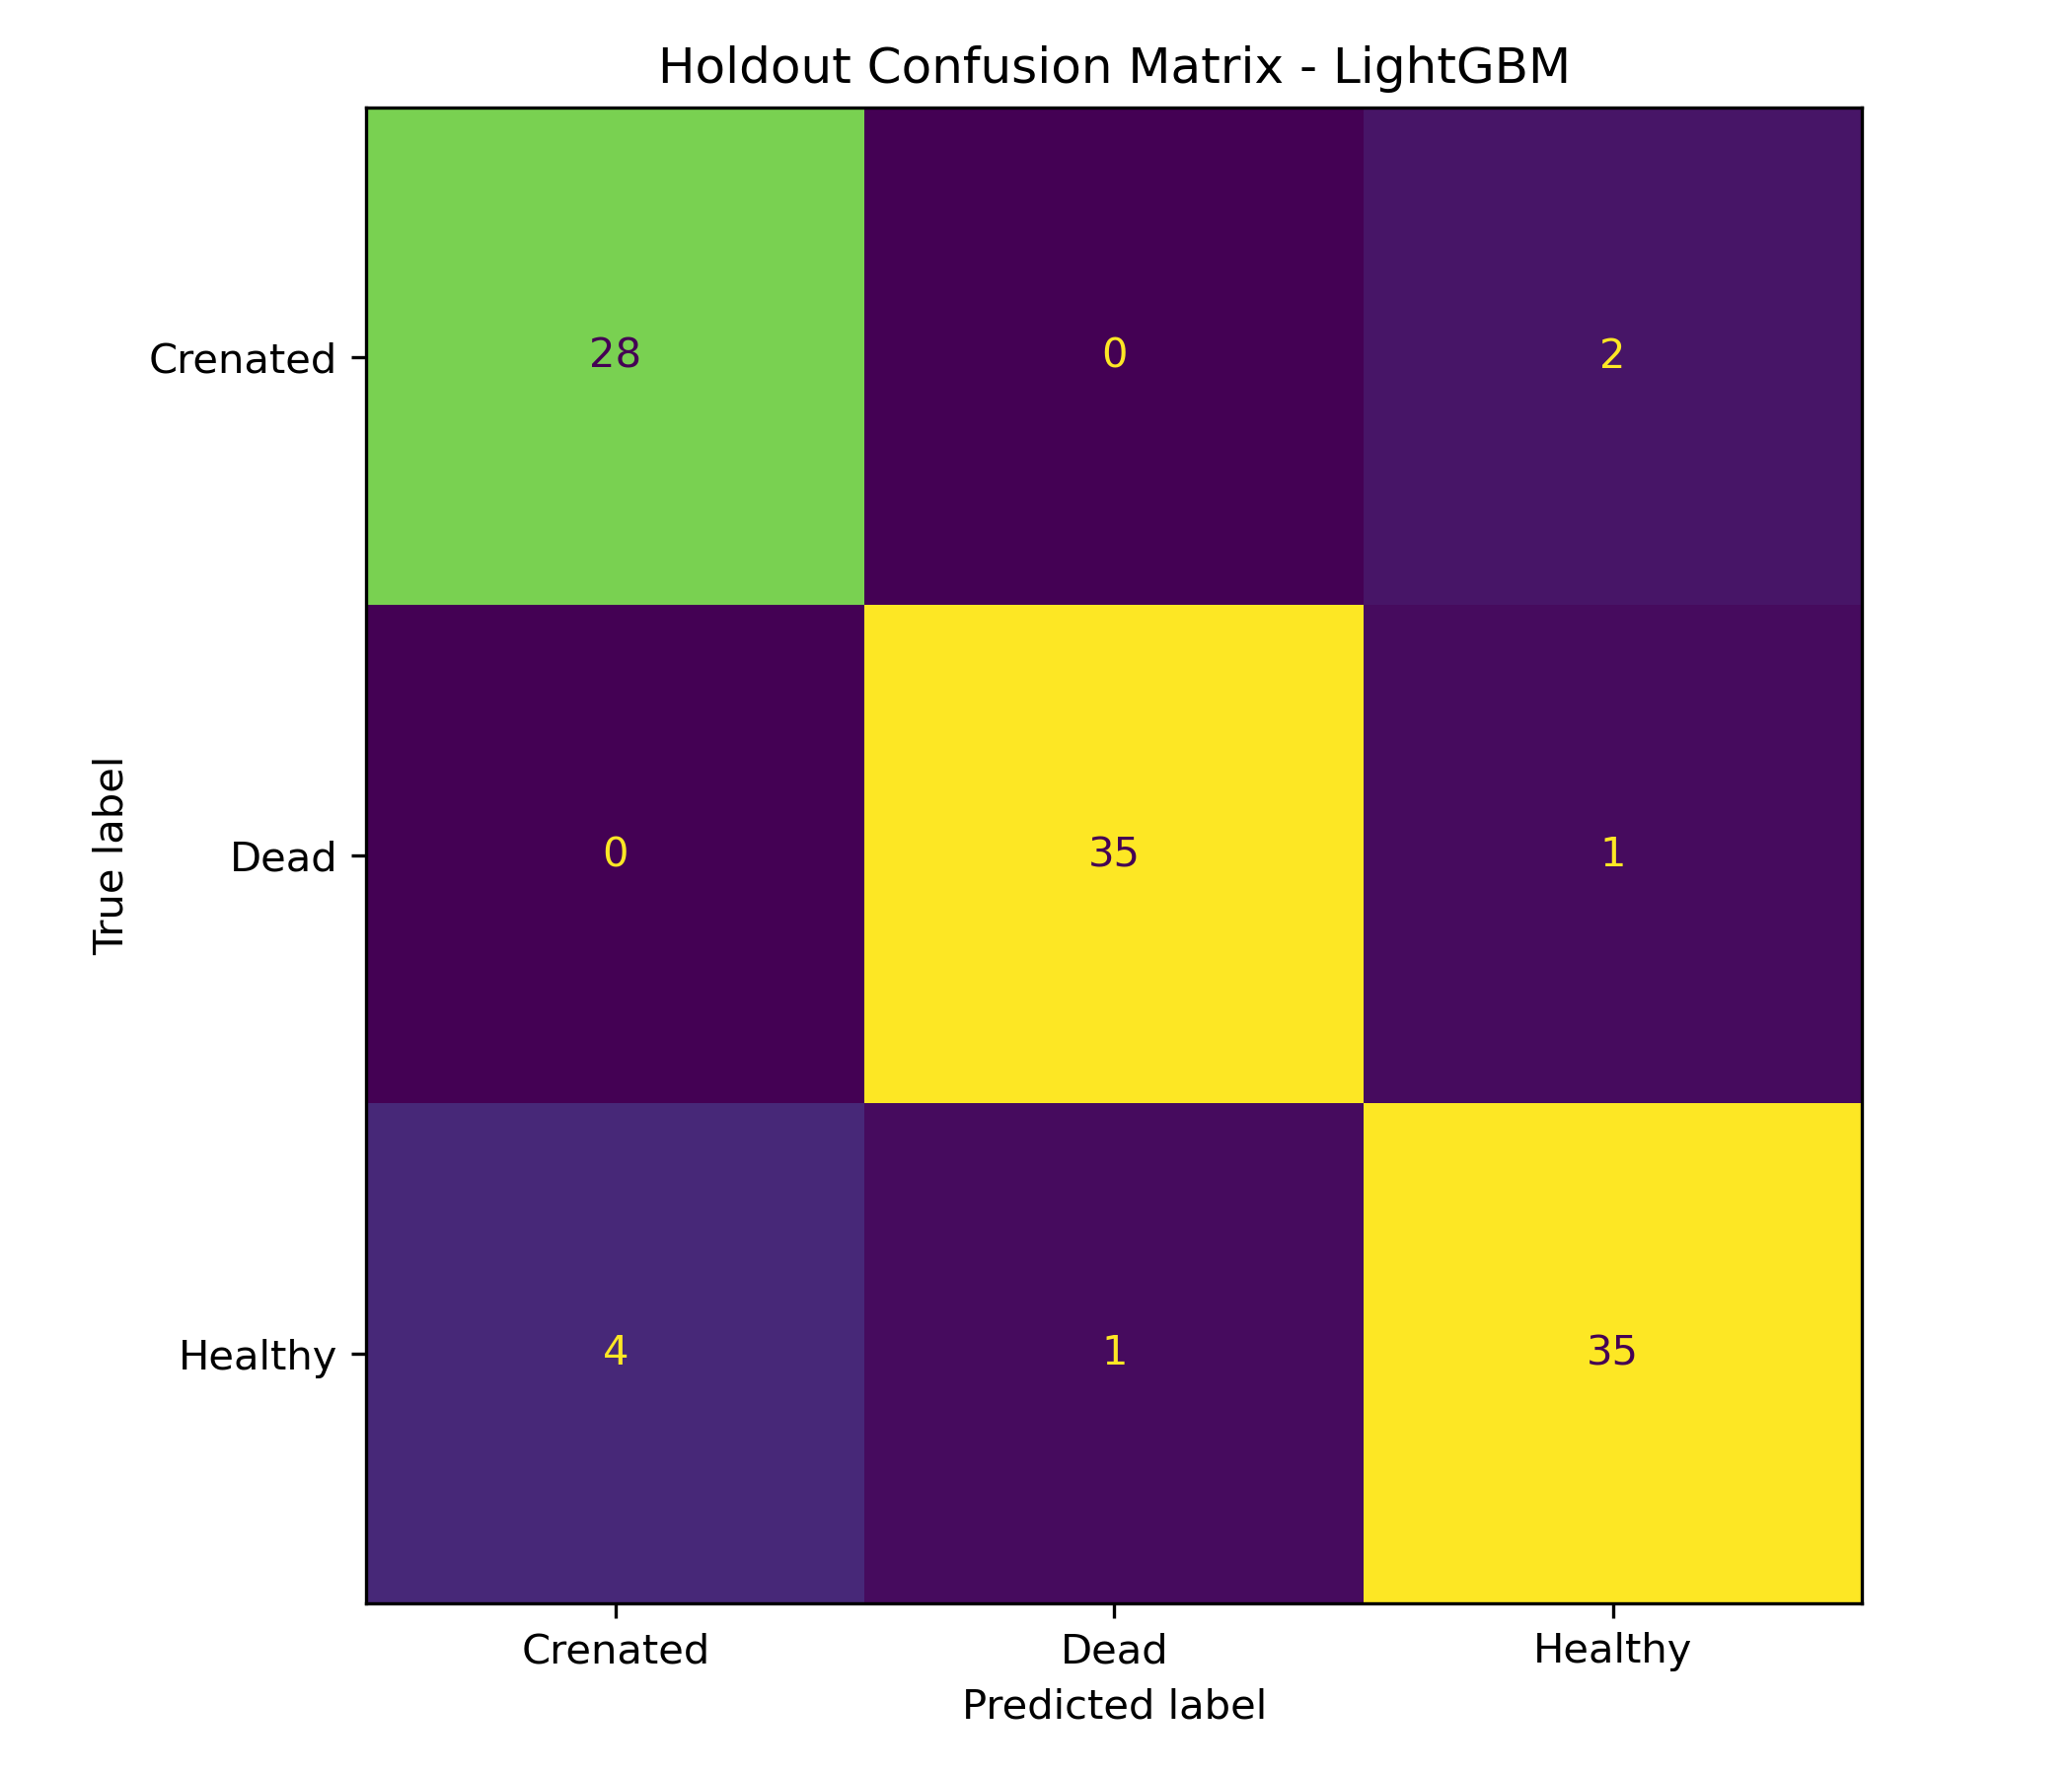 Holdout Confusion Matrix - LightGBM
Crenated 28 0 2
Dead 0 35 1
Healthy 4 1 35
True label
Crenated Dead Healthy
Predicted label